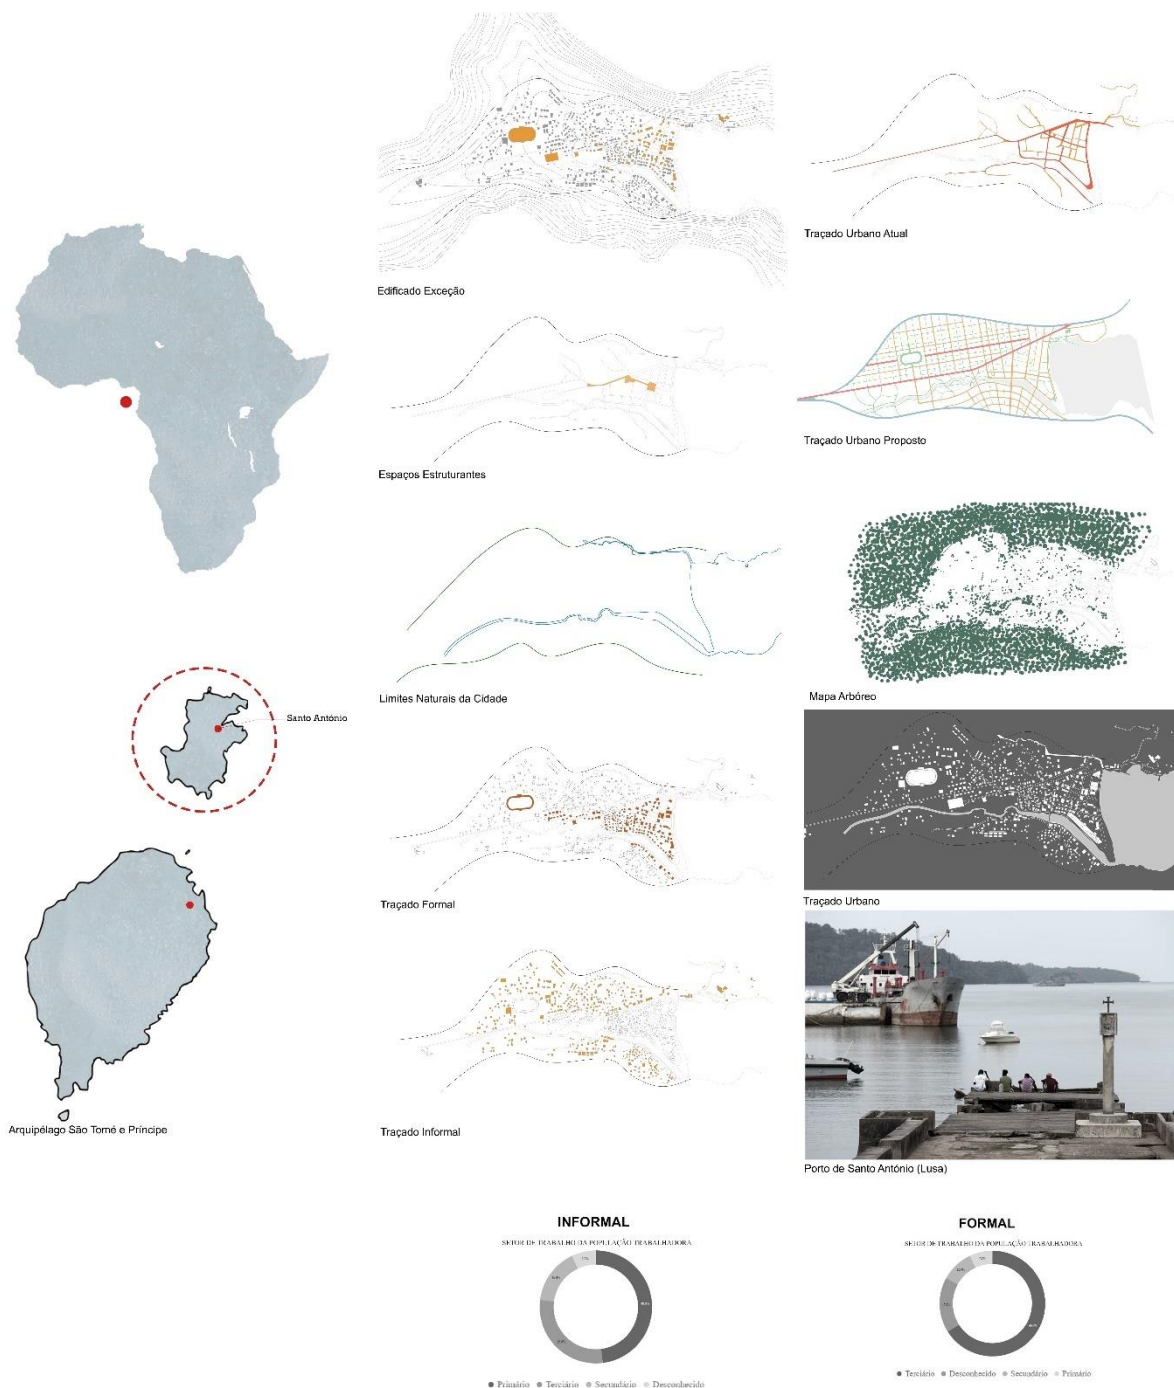 Edificado Exceção
Espaços Estruturantes
Limites Naturais da Cidade
Traçado Formal
Traçado Informal
Traçado Urbano Atual
Traçado Urbano Proposto
Mapa Arbóreo
Traçado Urbano
Porto de Santo António (Lusa)
Santo António
Arquipélago São Tomé e Príncipe
INFORMAL
SETOR DE TRABALHO DA POPULAÇÃO TRABALHADORA
Primário Terciário Secundário Desconhecido
FORMAL
SETOR DE TRABALHO DA POPULAÇÃO TRABALHADORA
Terciário Desconhecido Secundário Primário